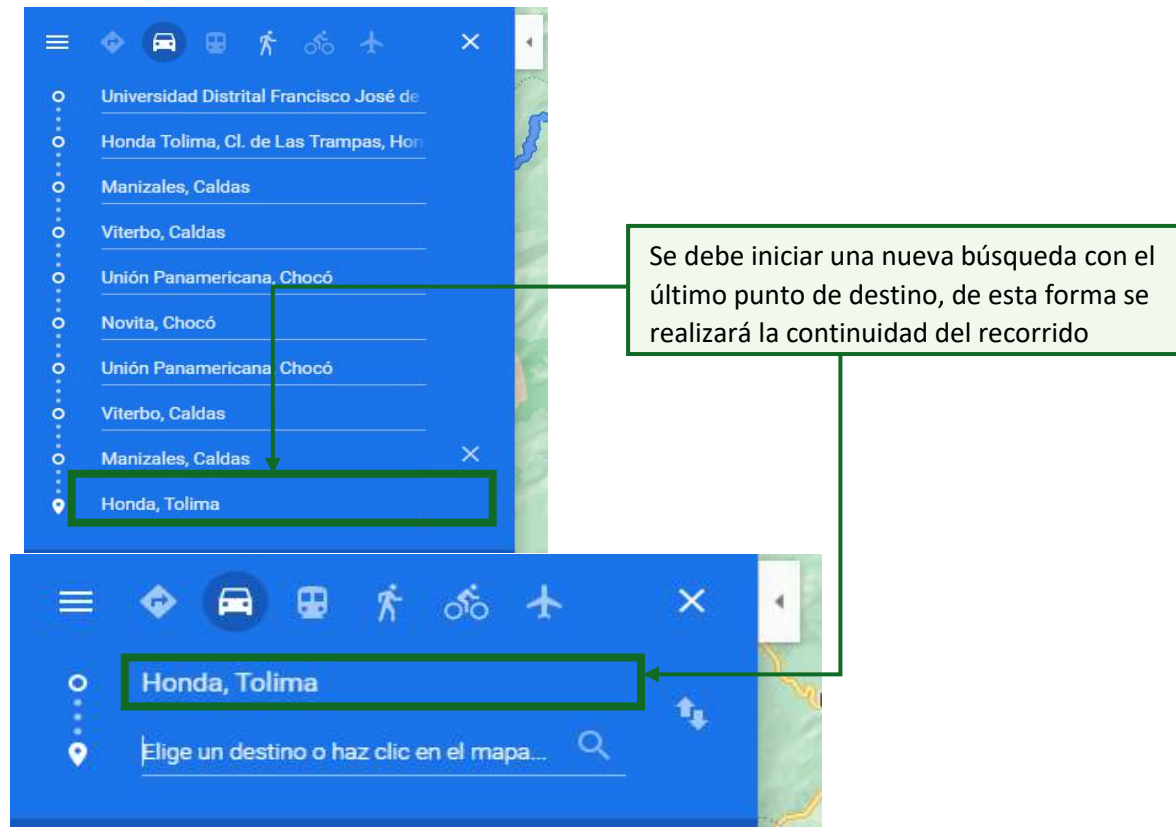 Universidad Distrital Francisco José de
Honda Tolima, Cl. de Las Trampas, Hon
Manizales, Caldas
Viterbo, Caldas
Unión Panamericana, Chocó
Novita, Chocó
Unión Panamericana, Chocó
Viterbo, Caldas
Manizales, Caldas
Honda, Tolima
Se debe iniciar una nueva búsqueda con el
último punto de destino, de esta forma se
realizará la continuidad del recorrido
Honda, Tolima
Elige un destino o haz clic en el mapa...